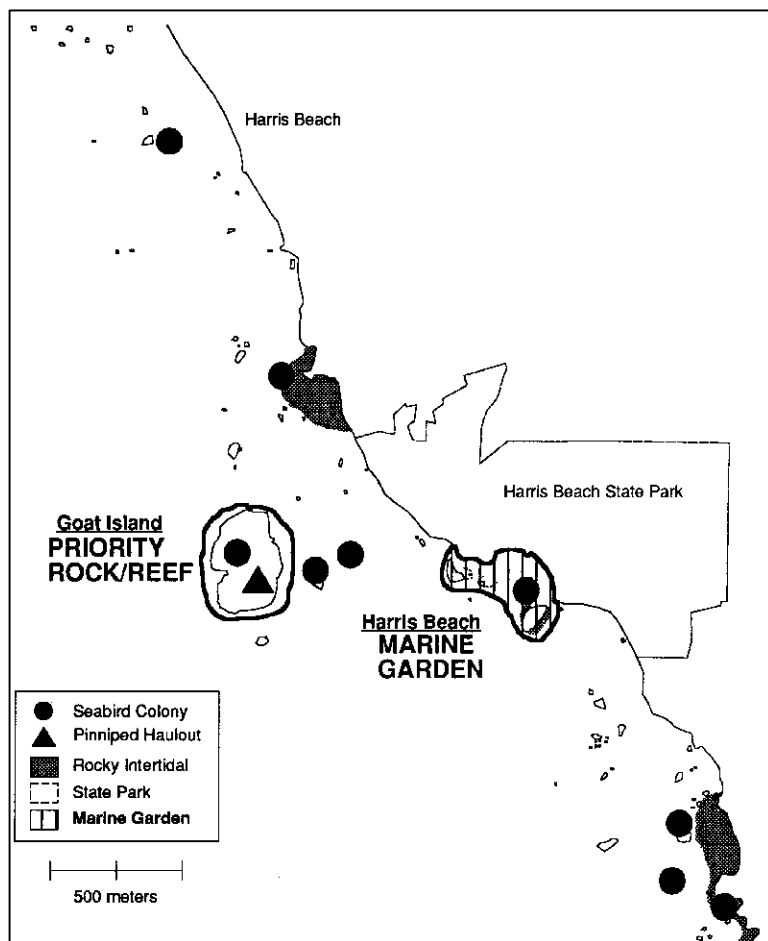 Harris Beach
Harris Beach State Park
Goat Island
PRIORITY
ROCK/REEF
Harris Beach
MARINE
GARDEN
Seabird Colony
Pinniped Haulout
Rocky Intertidal
State Park
Marine Garden
500 meters